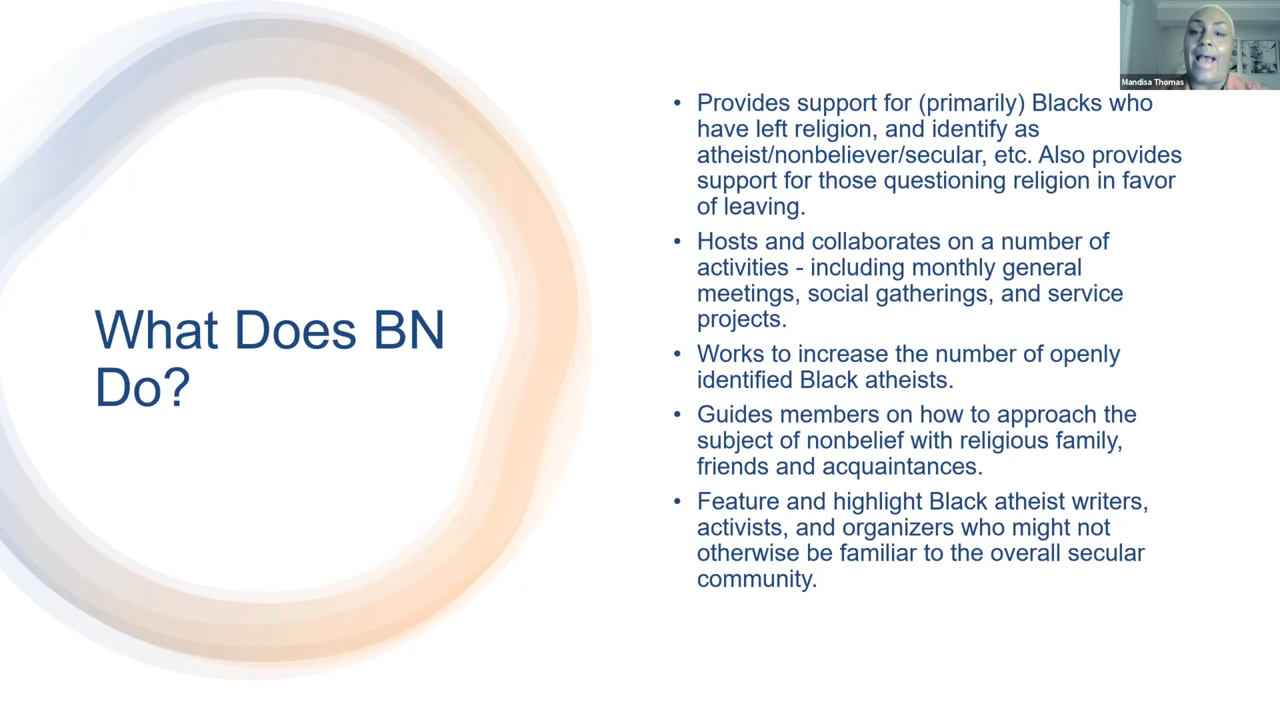 Mandisa Thomas
What Does BN
Do?
• Provides support for (primarily) Blacks who
have left religion, and identify as
atheist/nonbeliever/secular, etc. Also provides
support for those questioning religion in favor
of leaving.
• Hosts and collaborates on a number of
activities - including monthly general
meetings, social gatherings, and service
projects.
• Works to increase the number of openly
identified Black atheists.
• Guides members on how to approach the
subject of nonbelief with religious family,
friends and acquaintances.
• Feature and highlight Black atheist writers,
activists, and organizers who might not
otherwise be familiar to the overall secular
community.